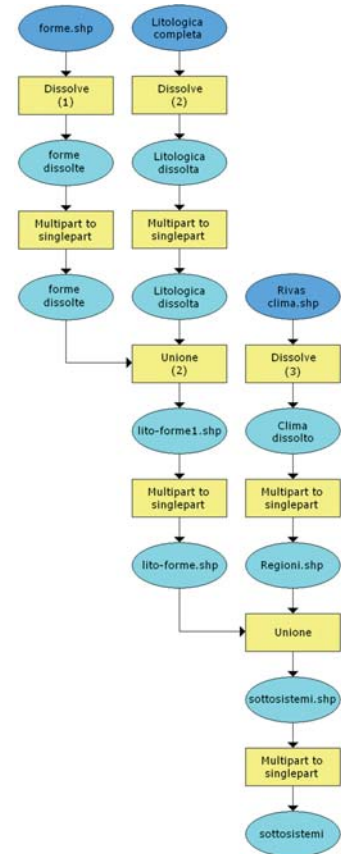 forme.shp
Litologica
completa
Dissolve
(1)
Dissolve
(2)
forme
dissolte
Litologica
dissolta
Multipart to
singlepart
Multipart to
singlepart
forme
dissolte
Litologica
dissolta
Rivas
clima.shp
Unione
(2)
Dissolve
(3)
lito-forme1.shp
Clima
dissolto
Multipart to
singlepart
Multipart to
singlepart
lito-forme.shp
Regioni.shp
Unione
sottosistemi.shp
Multipart to
singlepart
sottosistemi